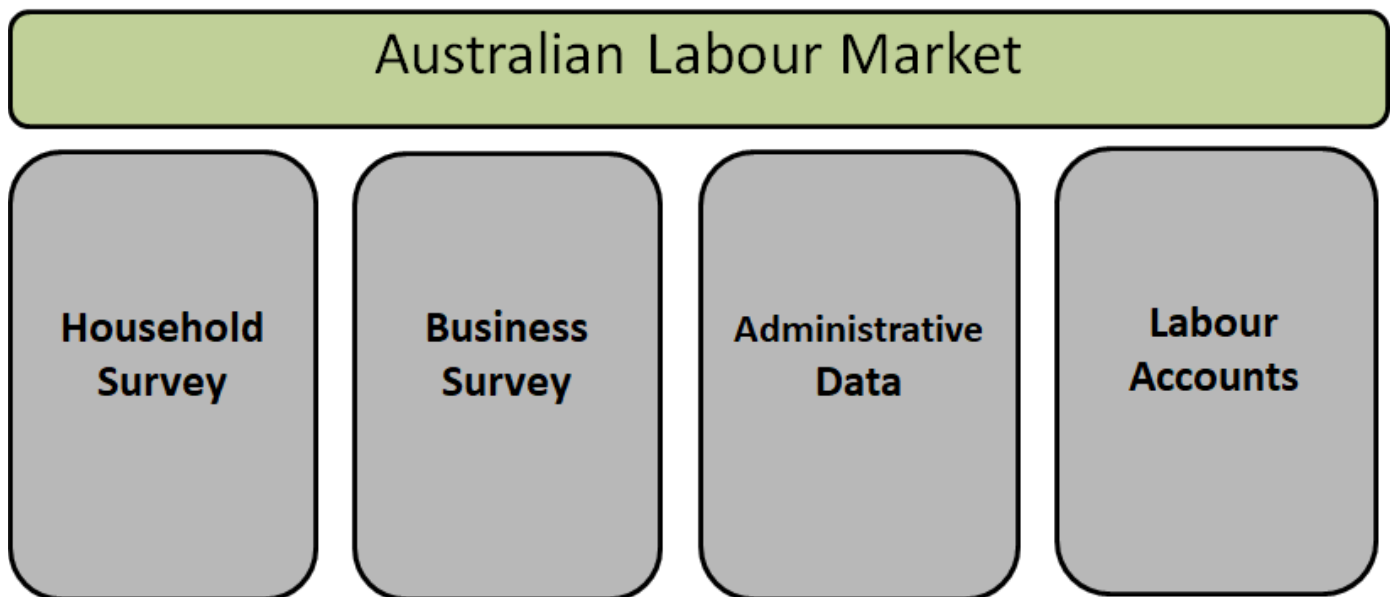 Australian Labour Market
Household
Survey
Business
Survey
Administrative
Data
Labour
Accounts